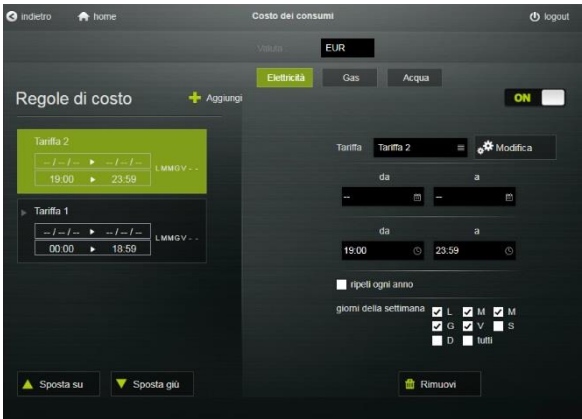 indietro
home
Costo dei consumi
logout
Valuta
EUR
Elettricità
Gas
Acqua
Regole di costo
Aggiungi
ON
Tariffa 2
-- / -- / -- -- / -- / --
19:00 23:59
LMMGV - -
Tariffa 1
-- / -- / -- -- / -- / --
00:00 18:59
LMMGV - -
Tariffa
Tariffa 2
Modifica
da a
-- --
da a
19:00 23:59
ripeti ogni anno
giorni della settimana
L M M
G V S
D tutti
Sposta su
Sposta giù
Rimuovi